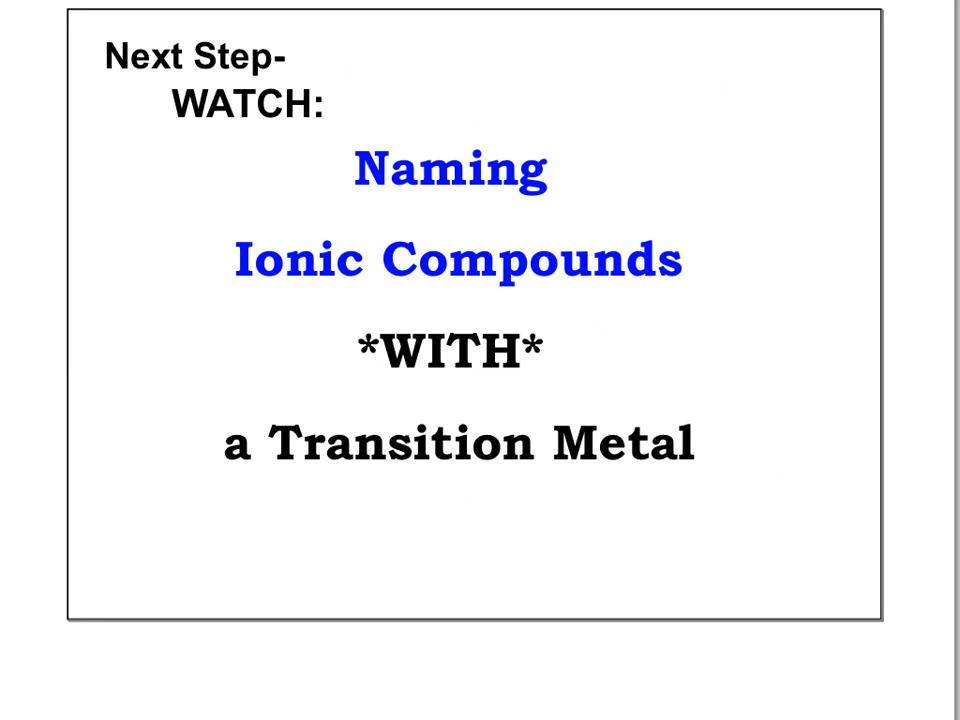 Next Step-
WATCH:
Naming
Ionic Compounds
*WITH*
a Transition Metal